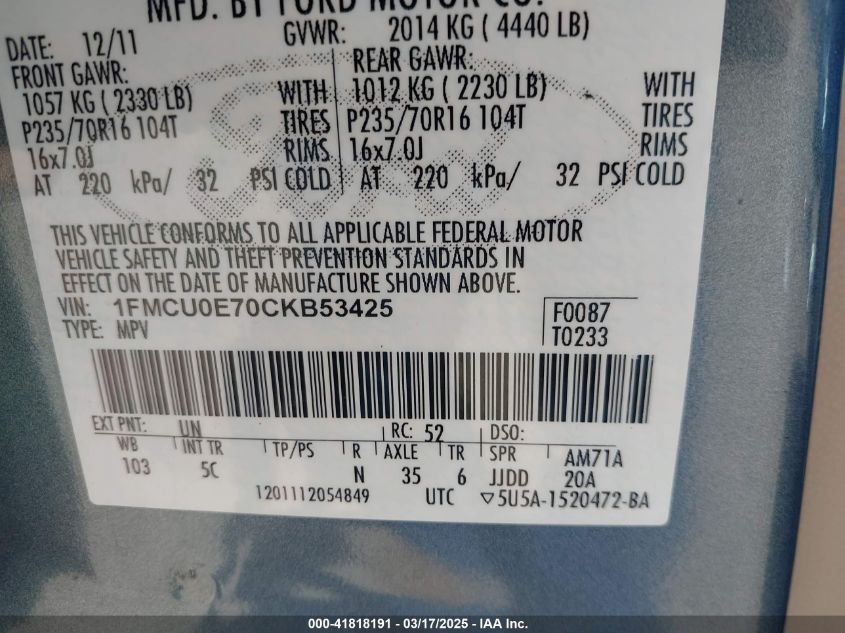 MFD. BY FORD MOTOR CO.
DATE: 12/11 GVWR: 2014 KG ( 4440 LB)
FRONT GAWR: REAR GAWR:
1057 KG ( 2330 LB) WITH 1012 KG ( 2230 LB) WITH
P235/70R16 104T TIRES P235/70R16 104T TIRES
16x7.0J RIMS 16x7.0J RIMS
AT 220 kPa/ 32 PSI COLD AT 220 kPa/ 32 PSI COLD
Ford
THIS VEHICLE CONFORMS TO ALL APPLICABLE FEDERAL MOTOR
VEHICLE SAFETY AND THEFT PREVENTION STANDARDS IN
EFFECT ON THE DATE OF MANUFACTURE SHOWN ABOVE.
VIN: 1FMCU0E70CKB53425 F0087
TYPE: MPV T0233
EXT PNT: UN RC: 52 DSO:
WB INT TR TP/PS R AXLE TR SPR AM71A
103 5C N 35 6 JJDD 20A
1201112054849 UTC ▽5U5A-1520472-BA
000-41818191 - 03/17/2025 - IAA Inc.